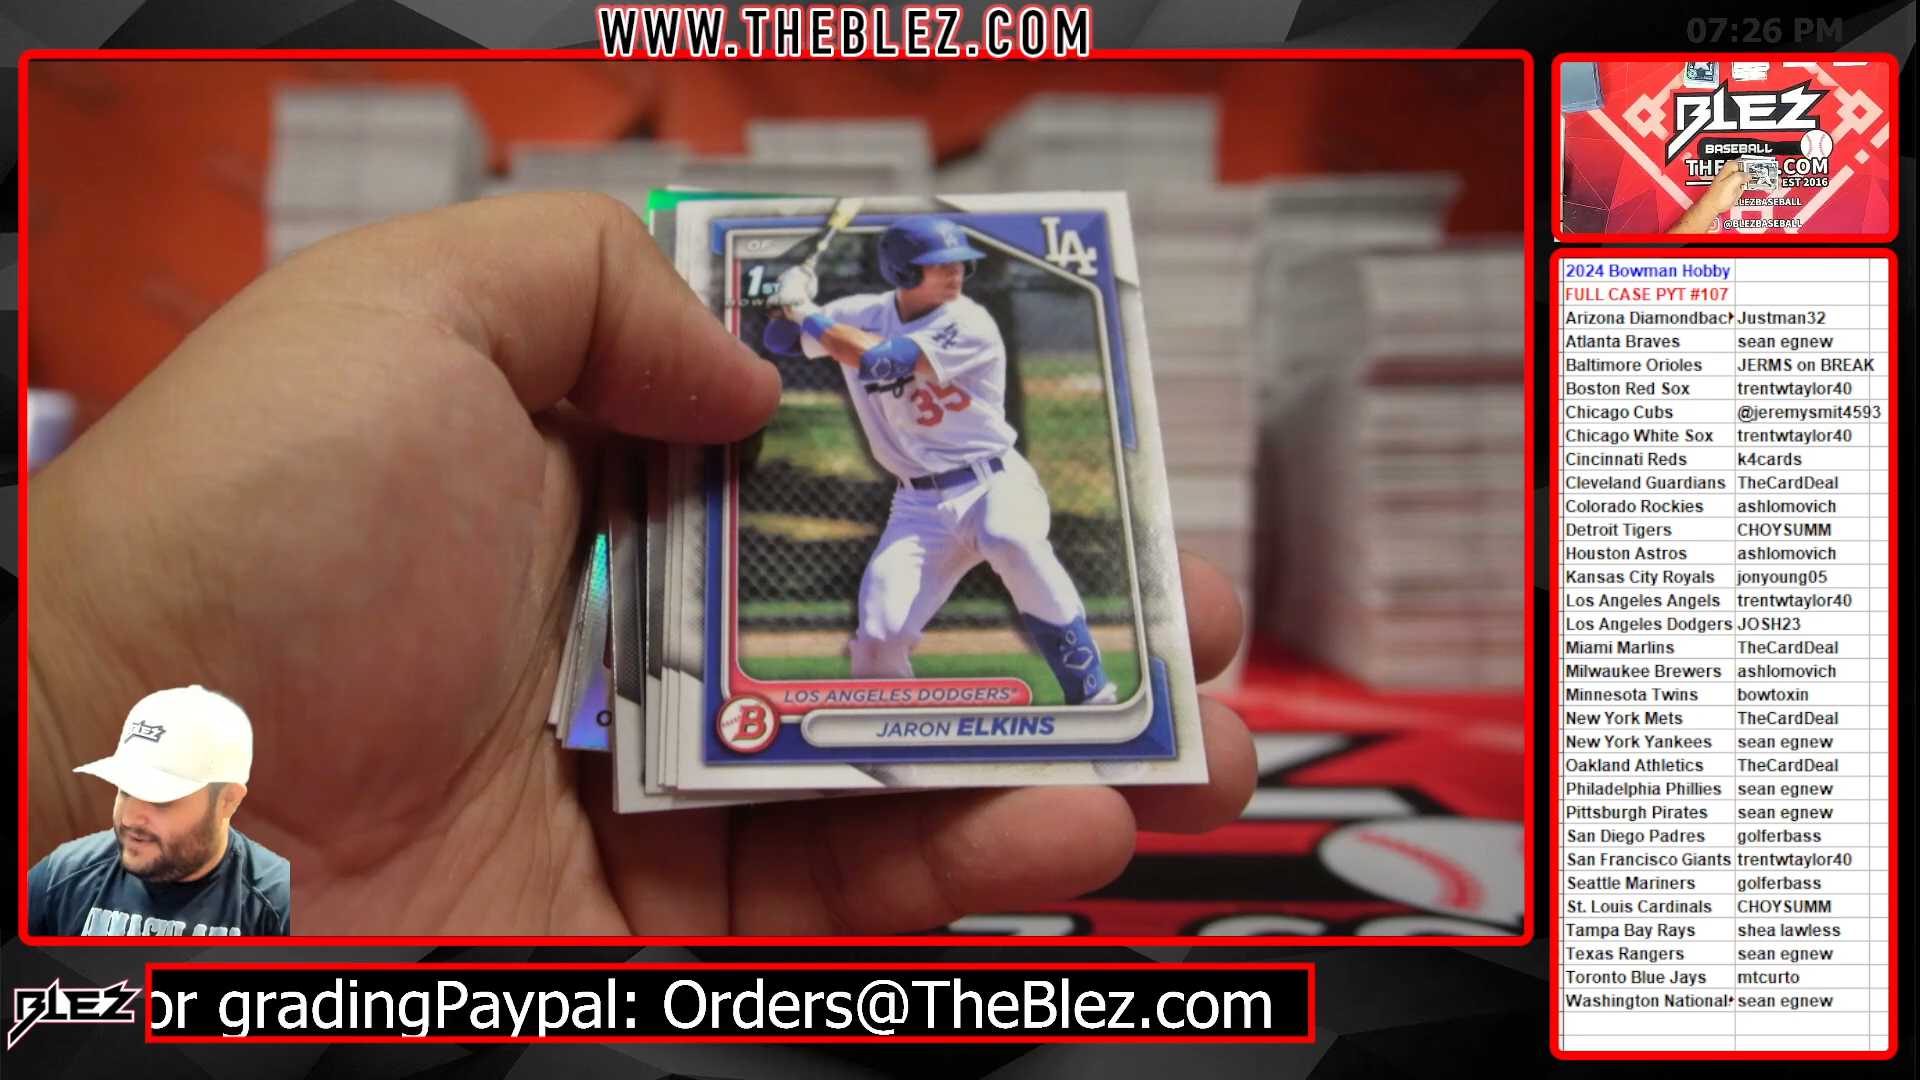 WWW.THEBLEZ.COM
07:26 PM
OF
1ST
BOWMAN
LA
35
LOS ANGELES DODGERS®
B
JARON ELKINS
BLEZ
BASEBALL
.COM
EST 2016
BLEZBASEBALL
@BLEZBASEBALL
2024 Bowman Hobby
FULL CASE PYT #107
Arizona Diamondbac Justman32
Atlanta Braves sean egnew
Baltimore Orioles JERMS on BREAK
Boston Red Sox trentwtaylor40
Chicago Cubs @jeremysmit4593
Chicago White Sox trentwtaylor40
Cincinnati Reds k4cards
Cleveland Guardians TheCardDeal
Colorado Rockies ashlomovich
Detroit Tigers CHOYSUMM
Houston Astros ashlomovich
Kansas City Royals jonyoung05
Los Angeles Angels trentwtaylor40
Los Angeles Dodgers JOSH23
Miami Marlins TheCardDeal
Milwaukee Brewers ashlomovich
Minnesota Twins bowtoxin
New York Mets TheCardDeal
New York Yankees sean egnew
Oakland Athletics TheCardDeal
Philadelphia Phillies sean egnew
Pittsburgh Pirates sean egnew
San Diego Padres golferbass
San Francisco Giants trentwtaylor40
Seattle Mariners golferbass
St. Louis Cardinals CHOYSUMM
Tampa Bay Rays shea lawless
Texas Rangers sean egnew
Toronto Blue Jays mtcurto
Washington National sean egnew
BLEZ
BLEZ
or gradingPaypal: Orders@TheBlez.com